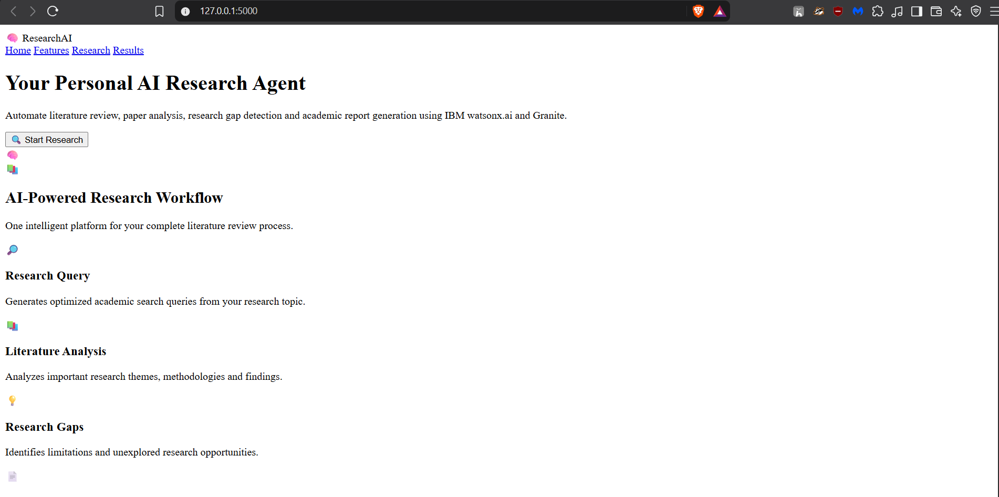 127.0.0.1:5000
ResearchAI
Home Features Research Results
Your Personal AI Research Agent
Automate literature review, paper analysis, research gap detection and academic report generation using IBM watsonx.ai and Granite.
Start Research
AI-Powered Research Workflow
One intelligent platform for your complete literature review process.
Research Query
Generates optimized academic search queries from your research topic.
Literature Analysis
Analyzes important research themes, methodologies and findings.
Research Gaps
Identifies limitations and unexplored research opportunities.